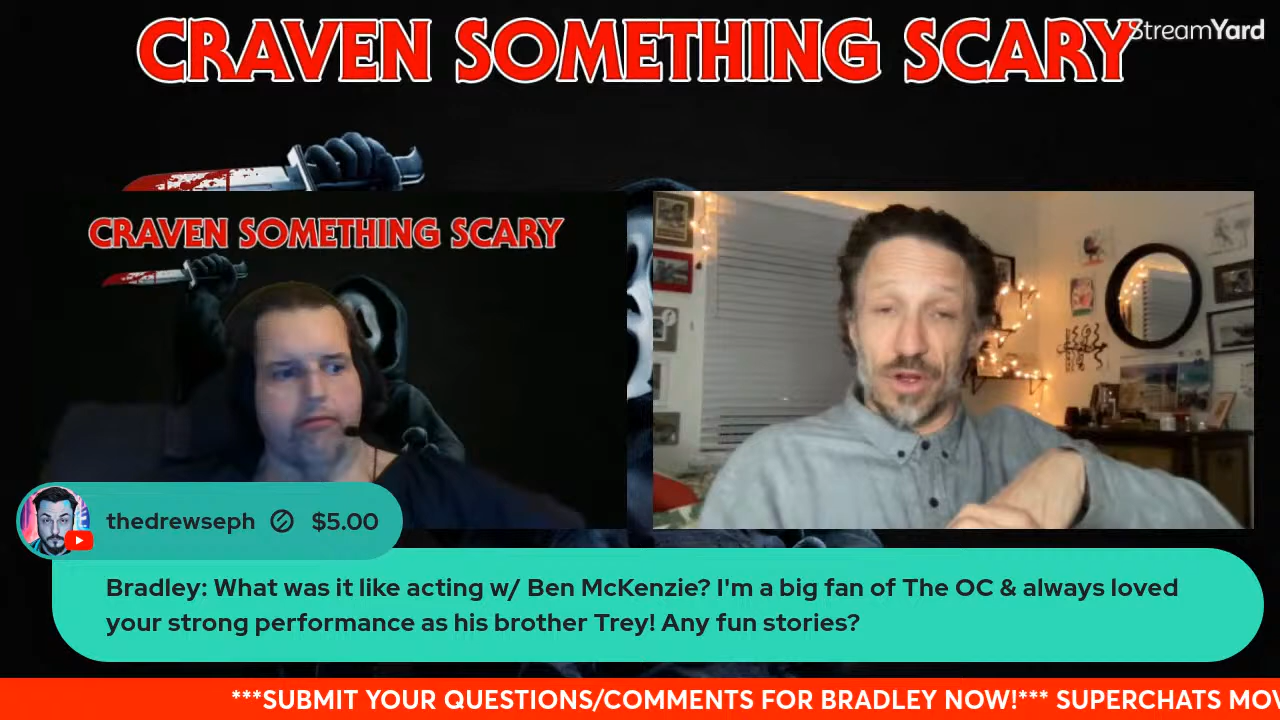 CRAVEN SOMETHING SCARY
StreamYard
CRAVEN SOMETHING SCARY
thedrewseph $5.00
Bradley: What was it like acting w/ Ben McKenzie? I'm a big fan of The OC & always loved
your strong performance as his brother Trey! Any fun stories?
***SUBMIT YOUR QUESTIONS/COMMENTS FOR BRADLEY NOW!*** SUPERCHATS MOV